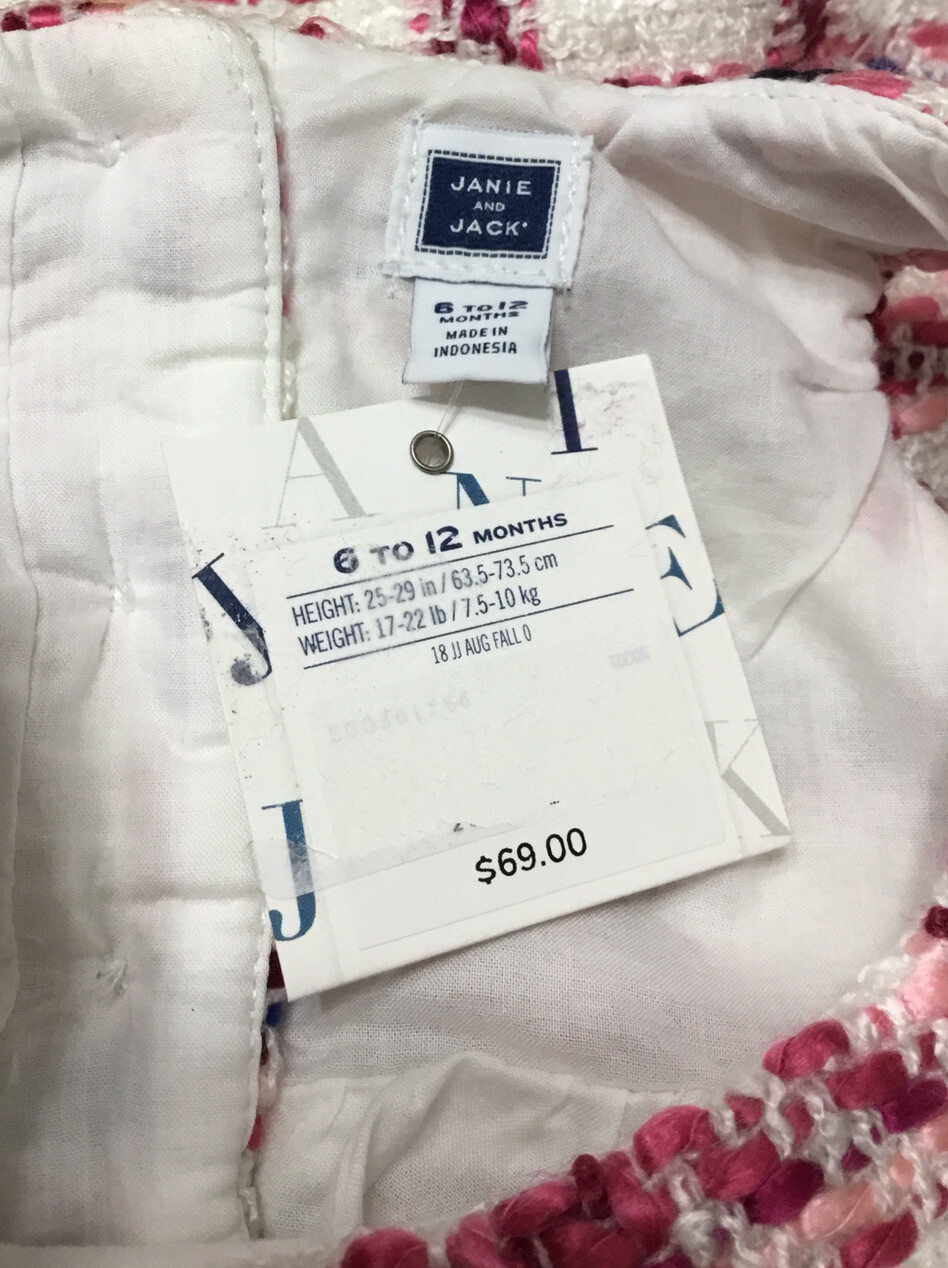 JANIE
AND
JACK
6 TO 12
MONTHS
MADE IN
INDONESIA
6 TO 12 MONTHS
HEIGHT: 25-29 in / 63.5-73.5 cm
WEIGHT: 17-22 lb / 7.5-10 kg
18 JJ AUG FALL 0
$69.00
A
N
I
J
E
J
K